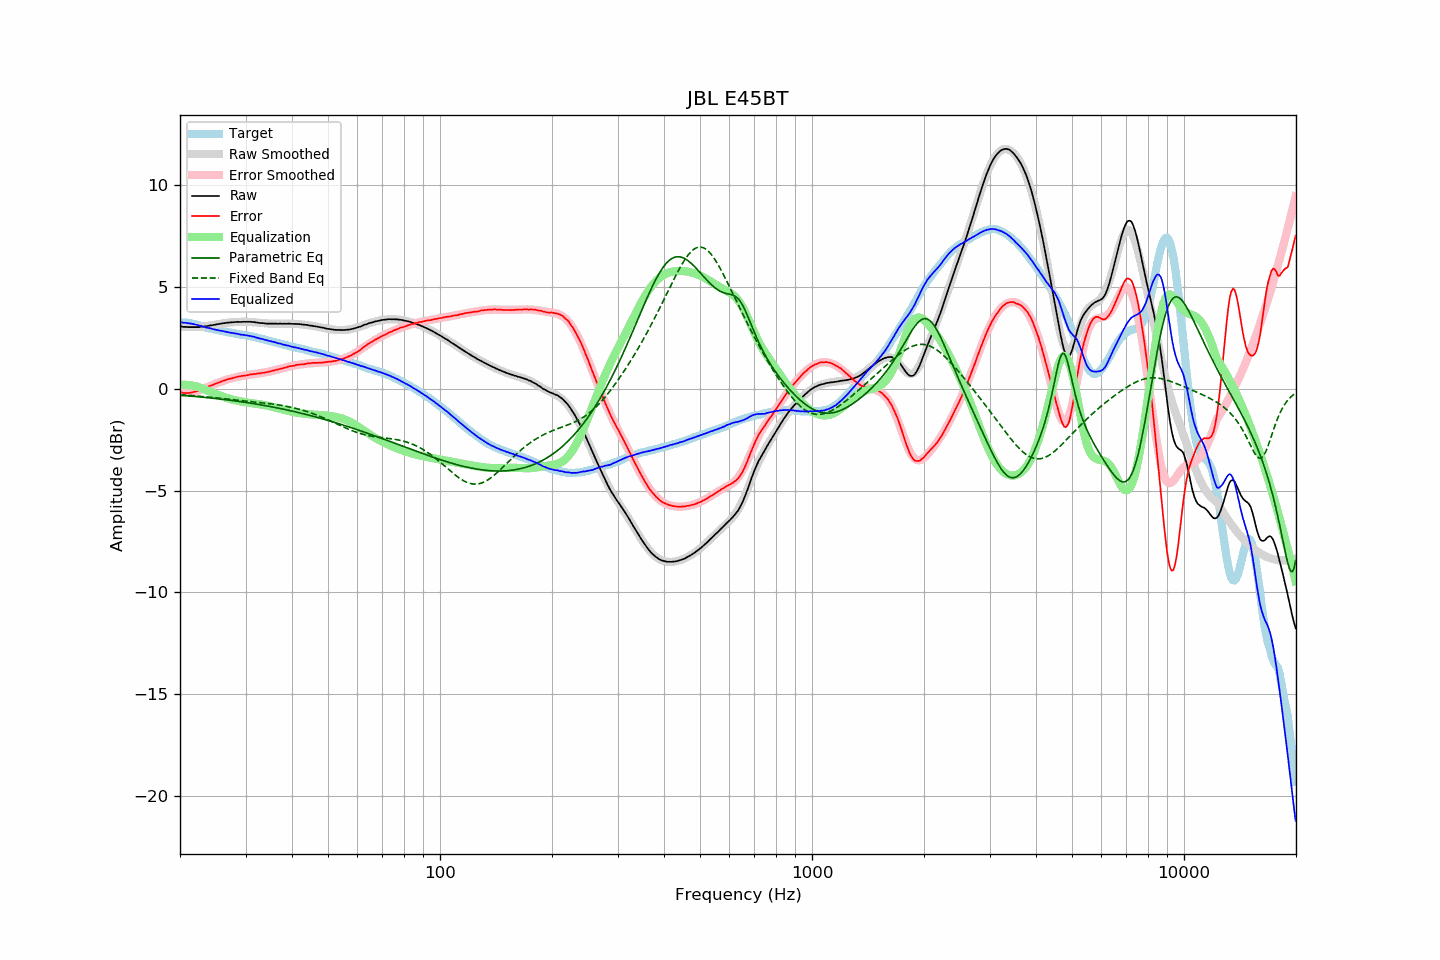 JBL E45BT
Target
Raw Smoothed
Error Smoothed
Raw
Error
Equalization
Parametric Eq
Fixed Band Eq
Equalized
10
5
0
−5
−10
−15
−20
Amplitude (dBr)
100
1000
10000
Frequency (Hz)